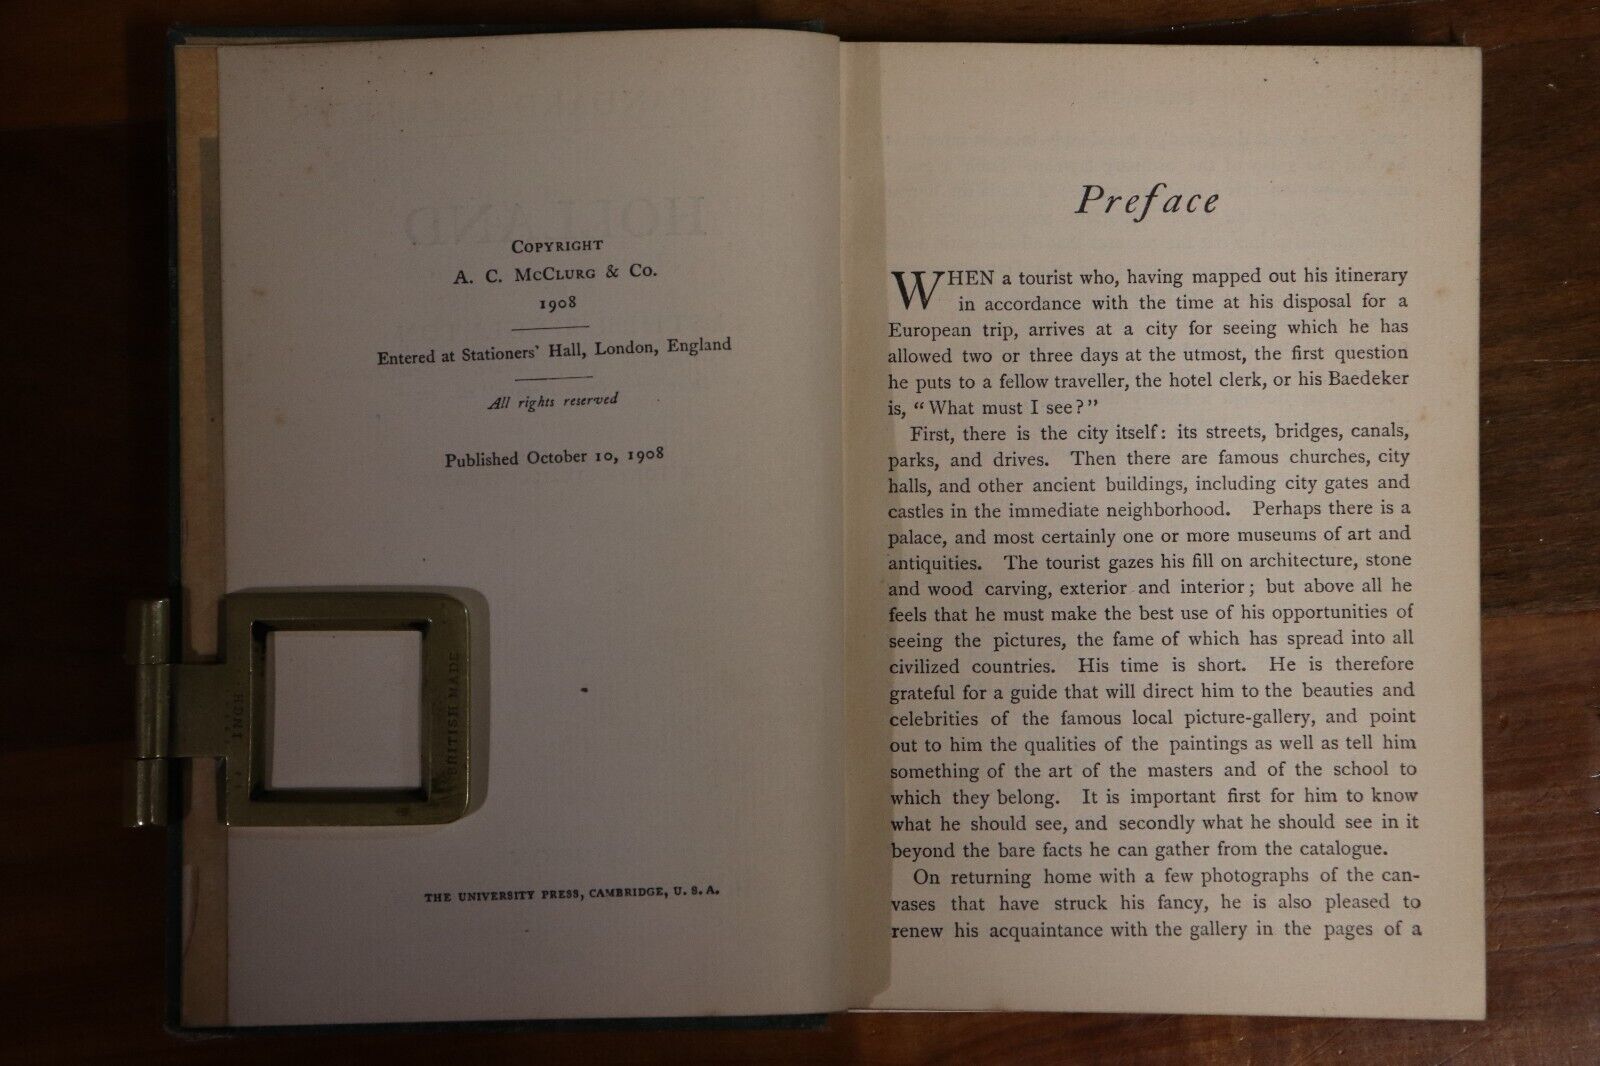 COPYRIGHT
A. C. MCCLURG & CO.
1908
Entered at Stationers' Hall, London, England
All rights reserved
Published October 10, 1908
INCH
BRITISH MADE
THE UNIVERSITY PRESS, CAMBRIDGE, U. S. A.
Preface
WHEN a tourist who, having mapped out his itinerary
in accordance with the time at his disposal for a
European trip, arrives at a city for seeing which he has
allowed two or three days at the utmost, the first question
he puts to a fellow traveller, the hotel clerk, or his Baedeker
is, "What must I see?"
First, there is the city itself: its streets, bridges, canals,
parks, and drives. Then there are famous churches, city
halls, and other ancient buildings, including city gates and
castles in the immediate neighborhood. Perhaps there is a
palace, and most certainly one or more museums of art and
antiquities. The tourist gazes his fill on architecture, stone
and wood carving, exterior and interior; but above all he
feels that he must make the best use of his opportunities of
seeing the pictures, the fame of which has spread into all
civilized countries. His time is short. He is therefore
grateful for a guide that will direct him to the beauties and
celebrities of the famous local picture-gallery, and point
out to him the qualities of the paintings as well as tell him
something of the art of the masters and of the school to
which they belong. It is important first for him to know
what he should see, and secondly what he should see in it
beyond the bare facts he can gather from the catalogue.
On returning home with a few photographs of the can-
vases that have struck his fancy, he is also pleased to
renew his acquaintance with the gallery in the pages of a